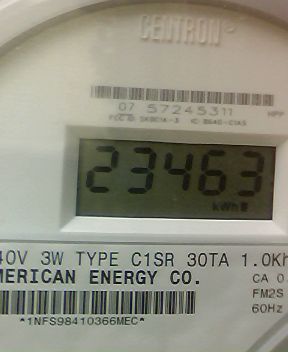 CENTRON
07 57245311
23463
kWh
40V 3W TYPE C1SR 30TA 1.0Kh
MERICAN ENERGY CO.
CA 0.
FM2S
60Hz
*1NFS98410366MEC*